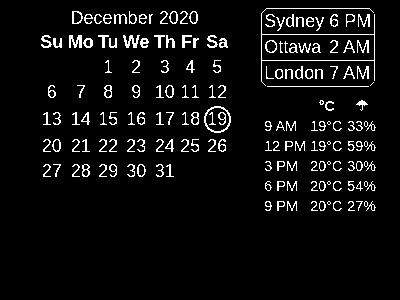 December 2020
Su Mo Tu We Th Fr Sa
1 2 3 4 5
6 7 8 9 10 11 12
13 14 15 16 17 18 19
20 21 22 23 24 25 26
27 28 29 30 31
Sydney 6 PM
Ottawa 2 AM
London 7 AM
°C ☂
9 AM 19°C 33%
12 PM 19°C 59%
3 PM 20°C 30%
6 PM 20°C 54%
9 PM 20°C 27%